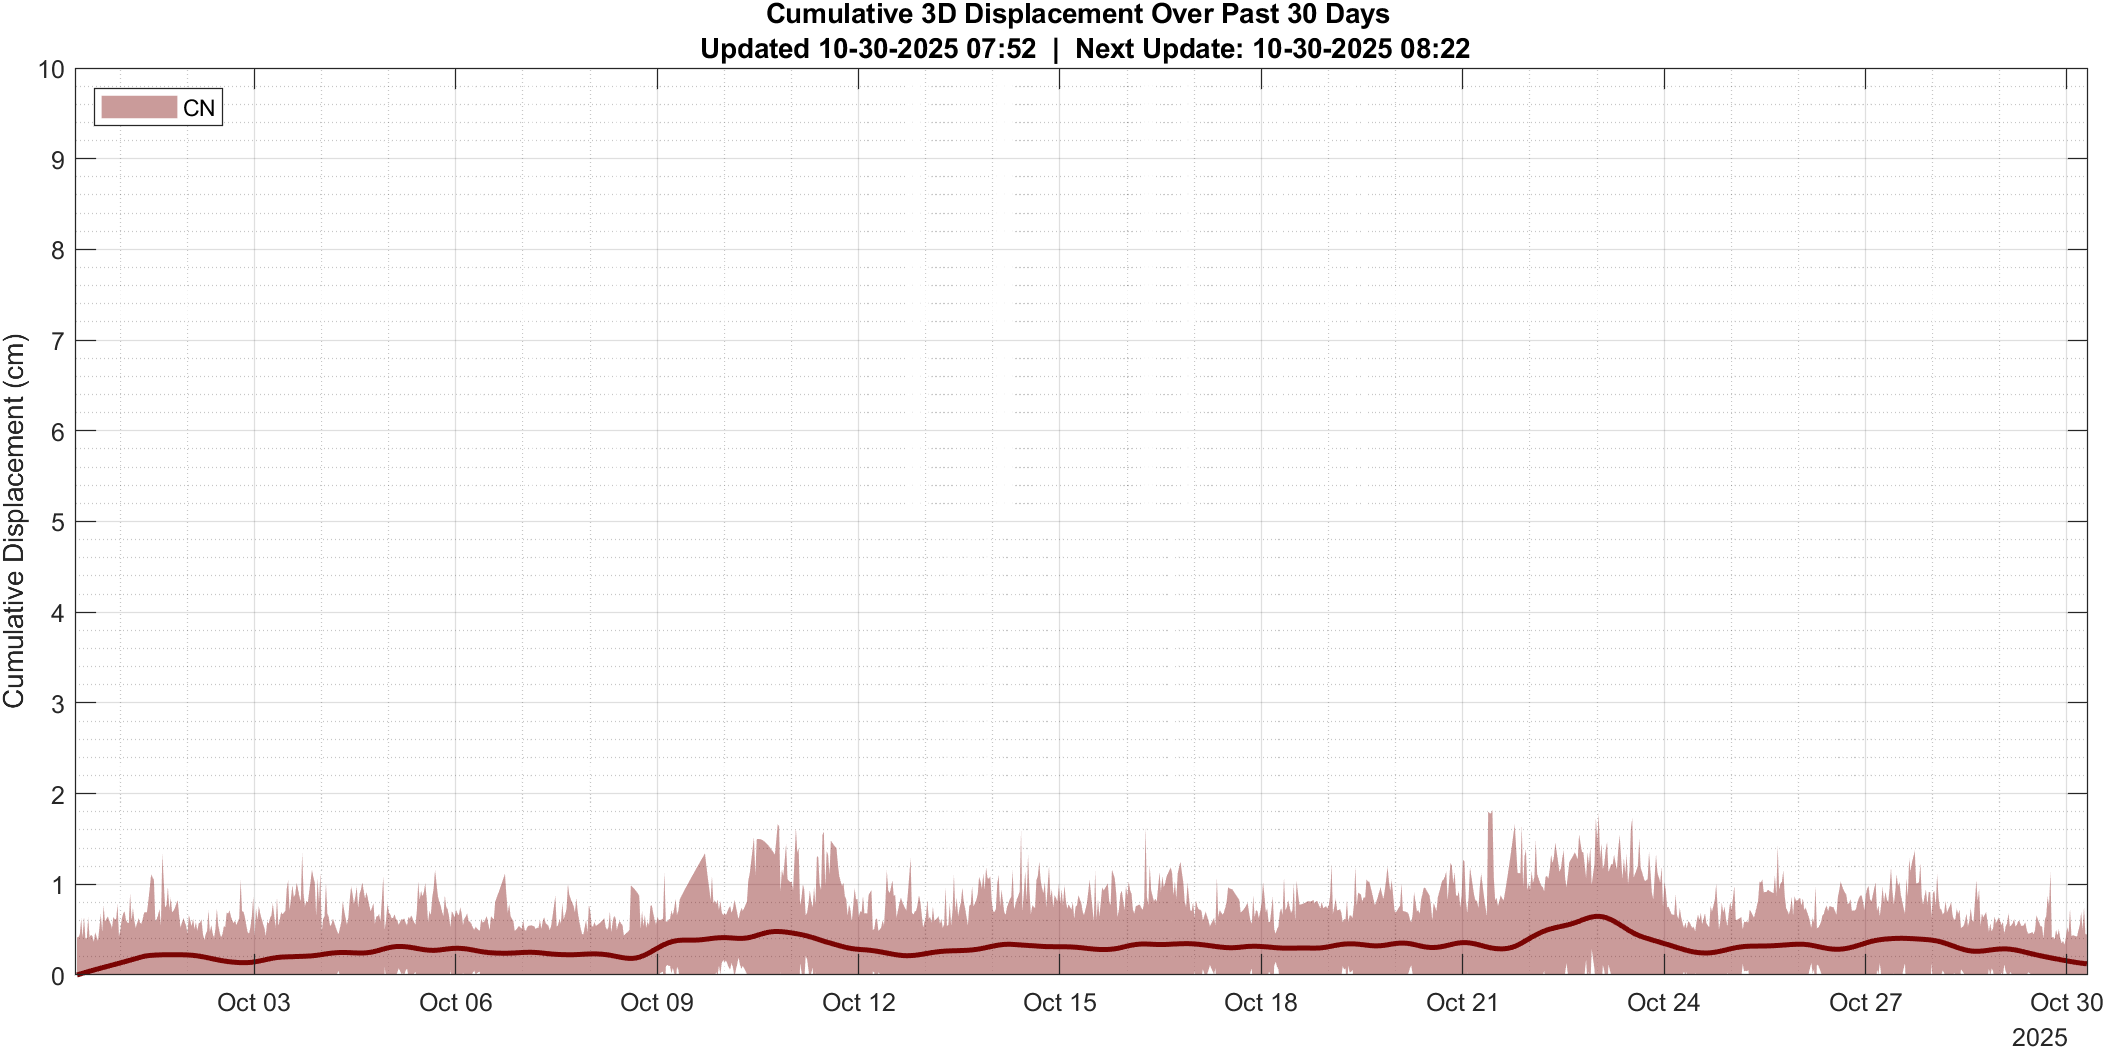 Cumulative 3D Displacement Over Past 30 Days
Updated 10-30-2025 07:52 | Next Update: 10-30-2025 08:22
CN
Cumulative Displacement (cm)
10
9
8
7
6
5
4
3
2
1
0
Oct 03 Oct 06 Oct 09 Oct 12 Oct 15 Oct 18 Oct 21 Oct 24 Oct 27 Oct 30
2025